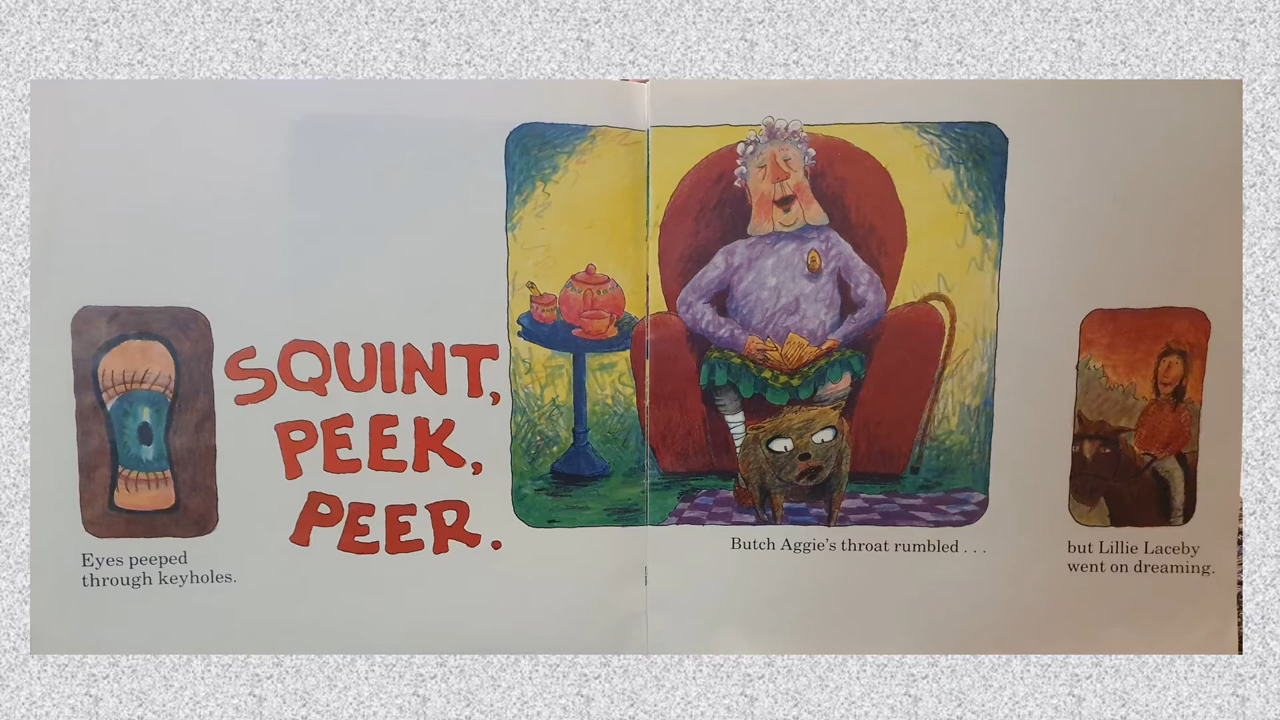 Eyes peeped
through keyholes.
SQUINT,
PEEK,
PEER.
Butch Aggie's throat rumbled . . .
but Lillie Laceby
went on dreaming.